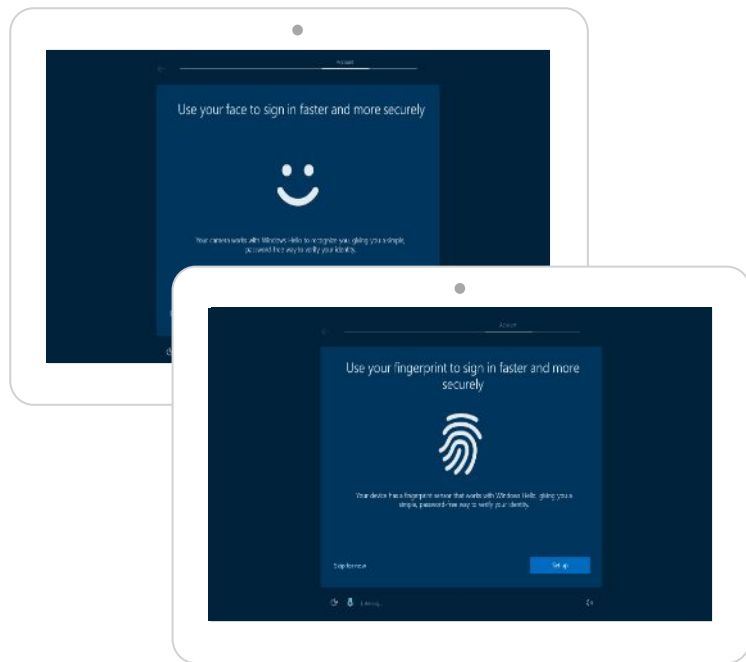 Account
Use your face to sign in faster and more securely
Your camera works with Windows Hello to recognize you, giving you a simple,
password-free way to verify your identity.
Account
Use your fingerprint to sign in faster and more
securely
Your device has a fingerprint sensor that works with Windows Hello, giving you a
simple, password-free way to verify your identity.
Skip for now
Set up